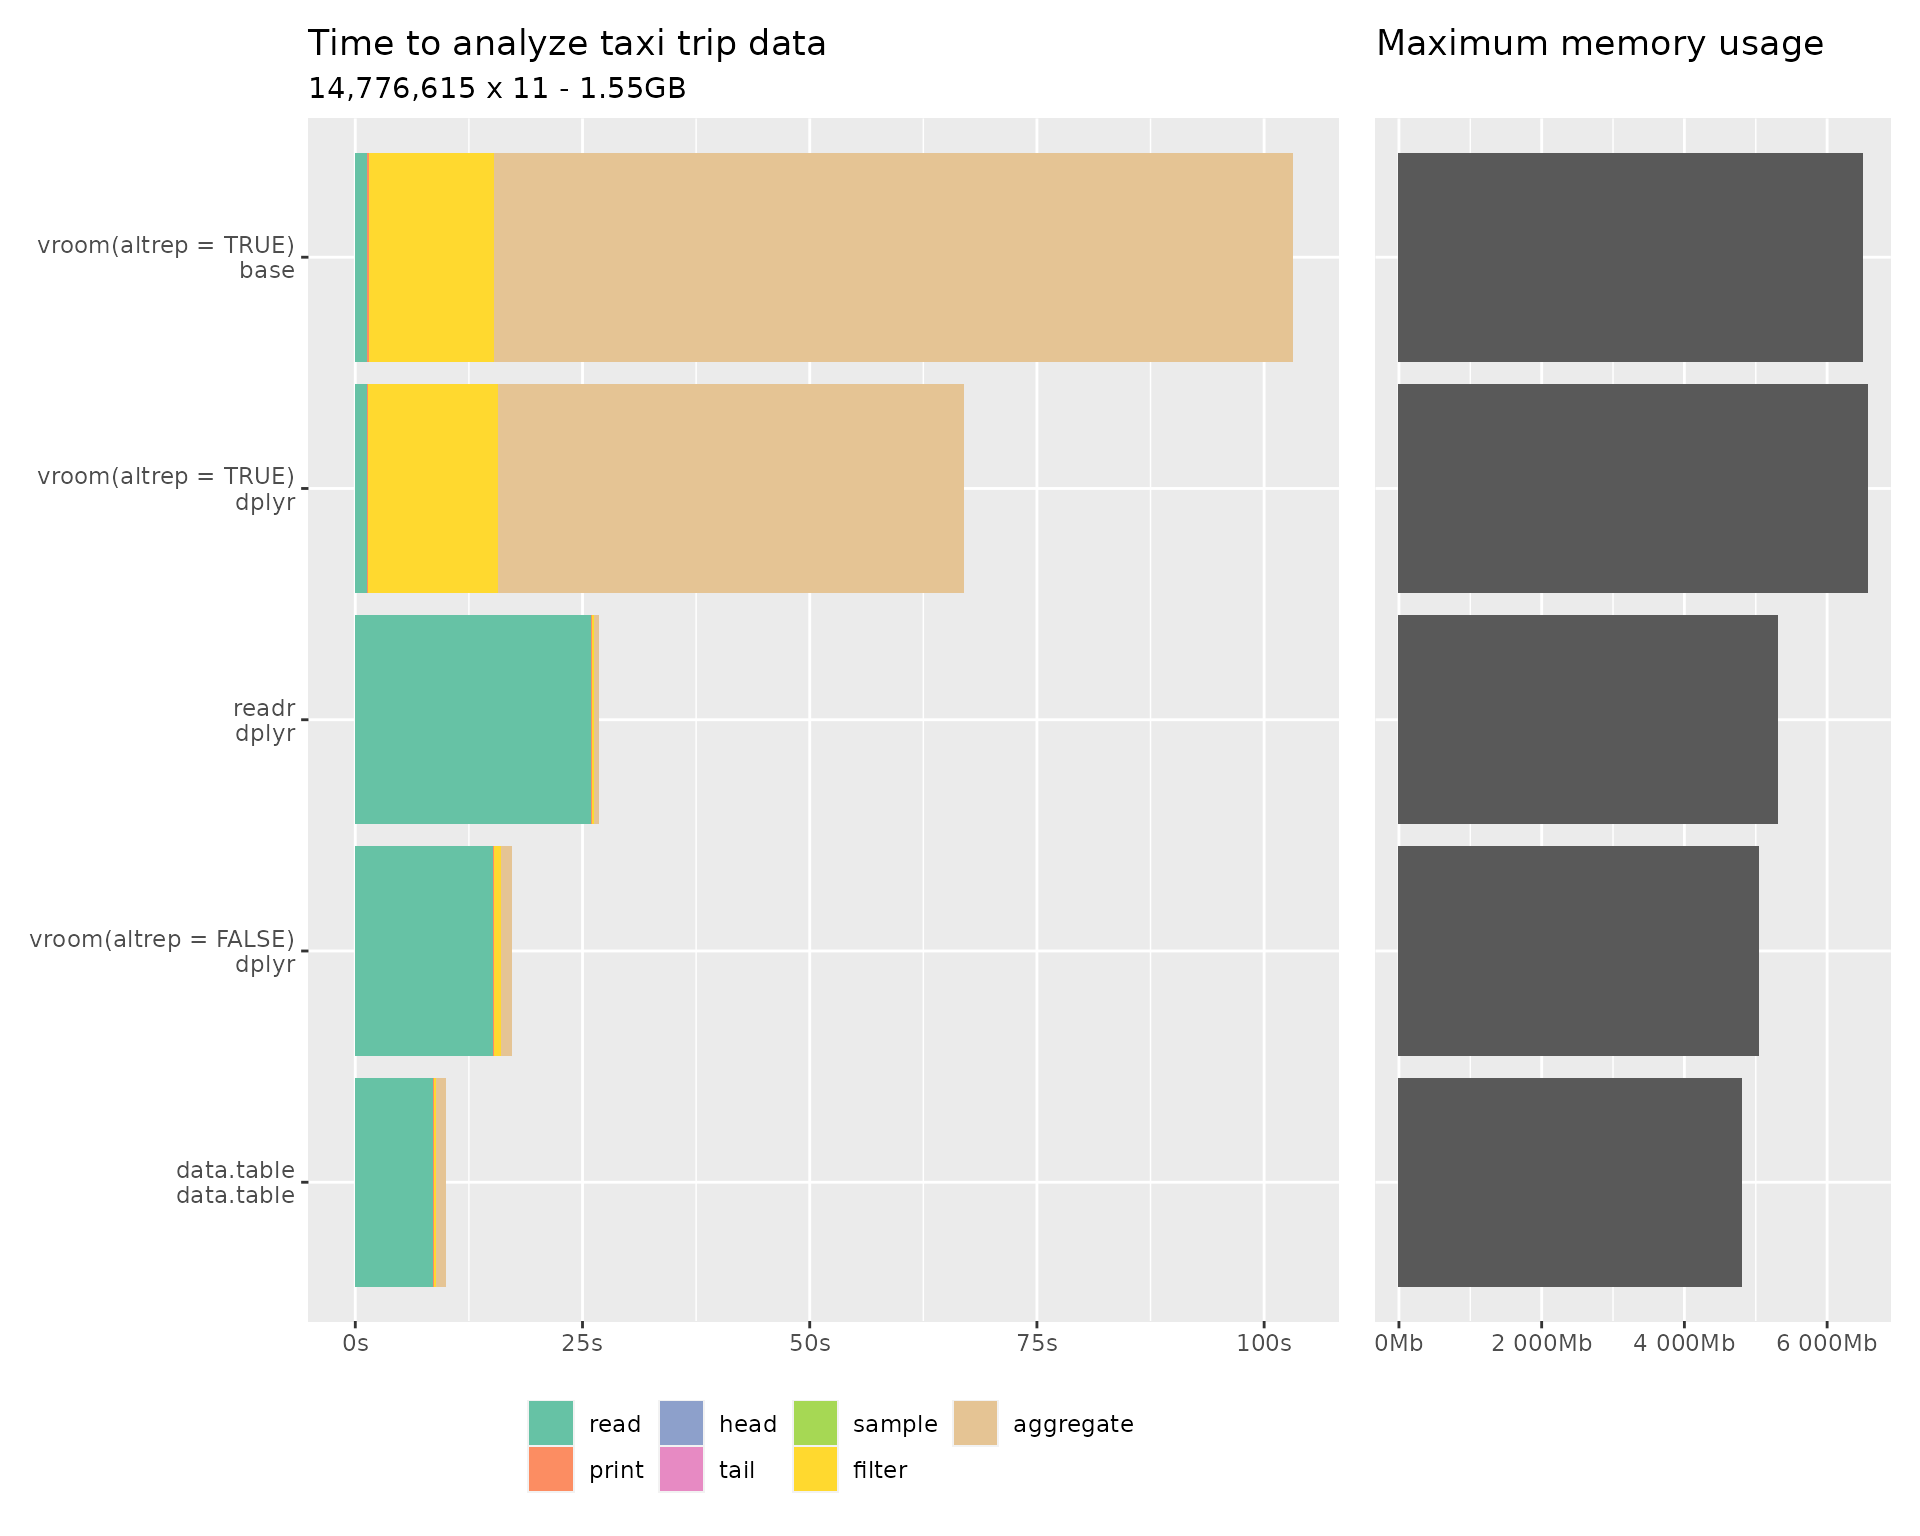 Time to analyze taxi trip data
14,776,615 x 11 - 1.55GB
Maximum memory usage
vroom(altrep = TRUE)
base
vroom(altrep = TRUE)
dplyr
readr
dplyr
vroom(altrep = FALSE)
dplyr
data.table
data.table
0s 25s 50s 75s 100s
0Mb 2 000Mb 4 000Mb 6 000Mb
read head sample aggregate
print tail filter